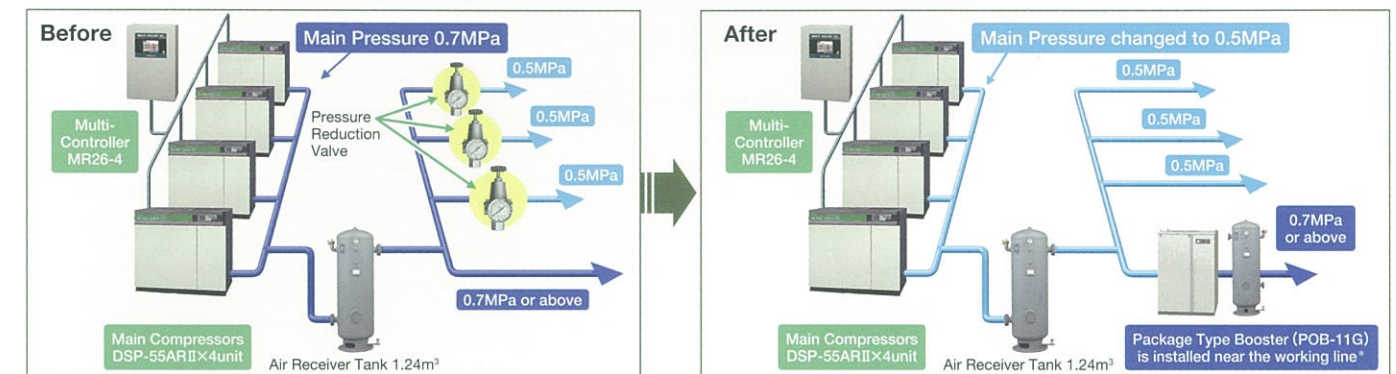 Before
Main Pressure 0.7MPa
0.5MPa
0.5MPa
0.5MPa
Multi-
Controller
MR26-4
Pressure
Reduction
Valve
0.7MPa or above
Main Compressors
DSP-55ARⅡ×4unit
Air Receiver Tank 1.24m³
After
Main Pressure changed to 0.5MPa
0.5MPa
0.5MPa
0.5MPa
Multi-
Controller
MR26-4
0.7MPa
or above
Main Compressors
DSP-55ARⅡ×4unit
Air Receiver Tank 1.24m³
Package Type Booster (POB-11G)
is installed near the working line*